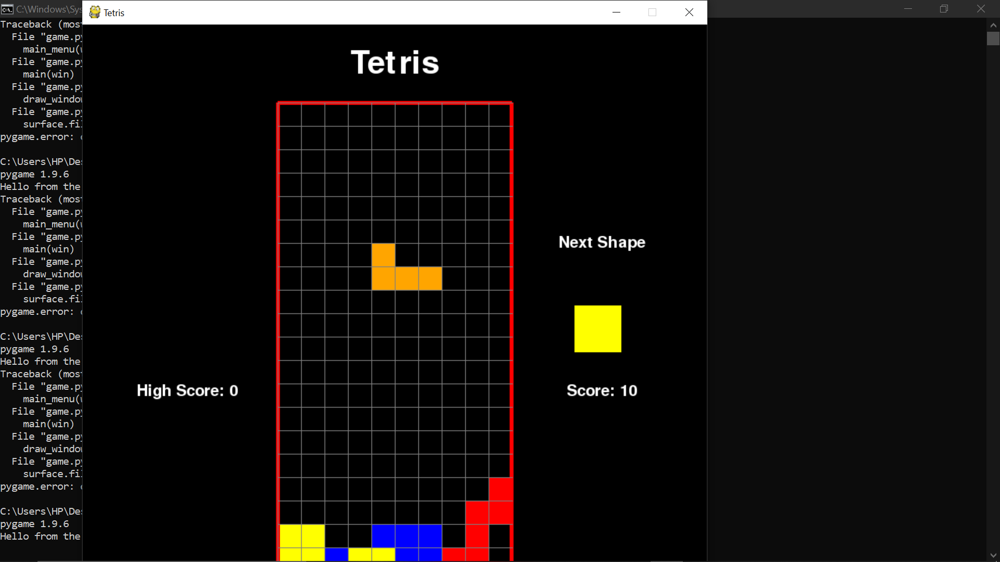 C:\Windows\Sys
Traceback (mos
File "game.py
main_menu(
File "game.py
main(win)
File "game.py
draw_windo
File "game.py
surface.fi
pygame.error:
C:\Users\HP\De
pygame 1.9.6
Hello from the
Traceback (mos
File "game.py
main_menu(
File "game.py
main(win)
File "game.py
draw_windo
File "game.py
surface.fi
pygame.error:
C:\Users\HP\De
pygame 1.9.6
Hello from the
Traceback (mos
File "game.py
main_menu(
File "game.py
main(win)
File "game.py
draw_windo
File "game.py
surface.fi
pygame.error:
C:\Users\HP\De
pygame 1.9.6
Hello from the
Tetris
Tetris
Next Shape
High Score: 0
Score: 10